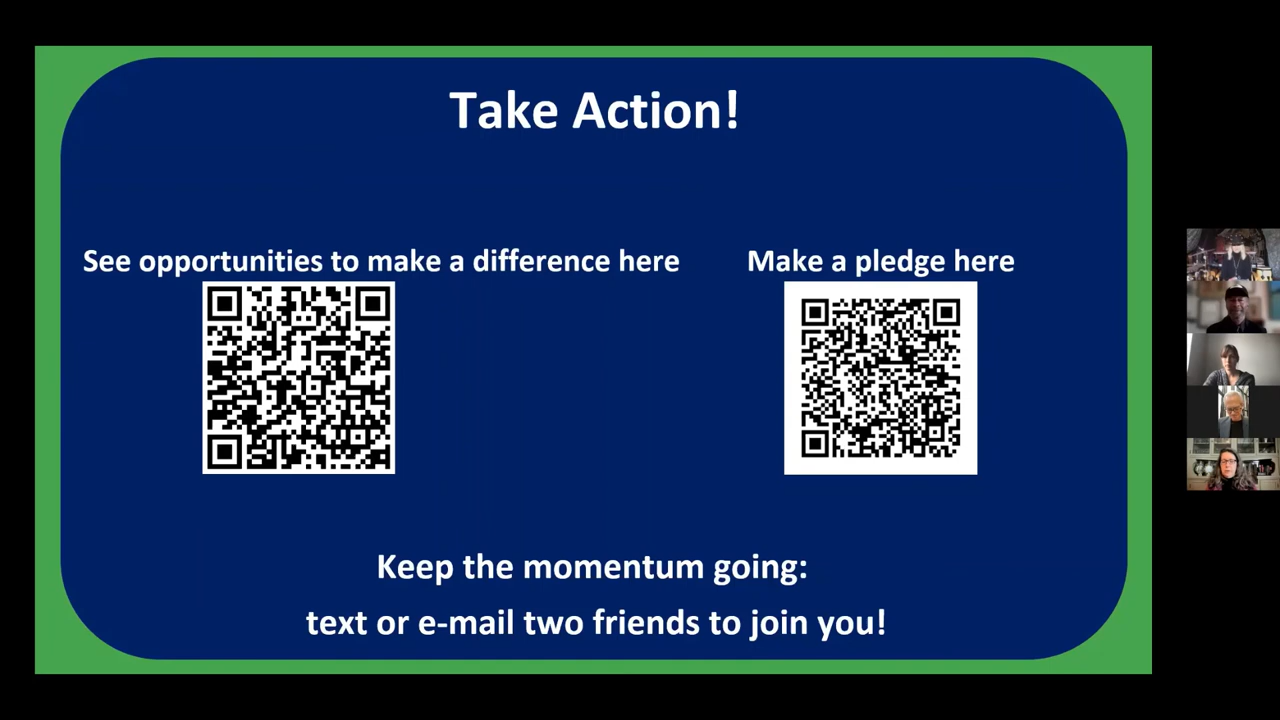 Take Action!
See opportunities to make a difference here
Make a pledge here
Keep the momentum going:
text or e-mail two friends to join you!